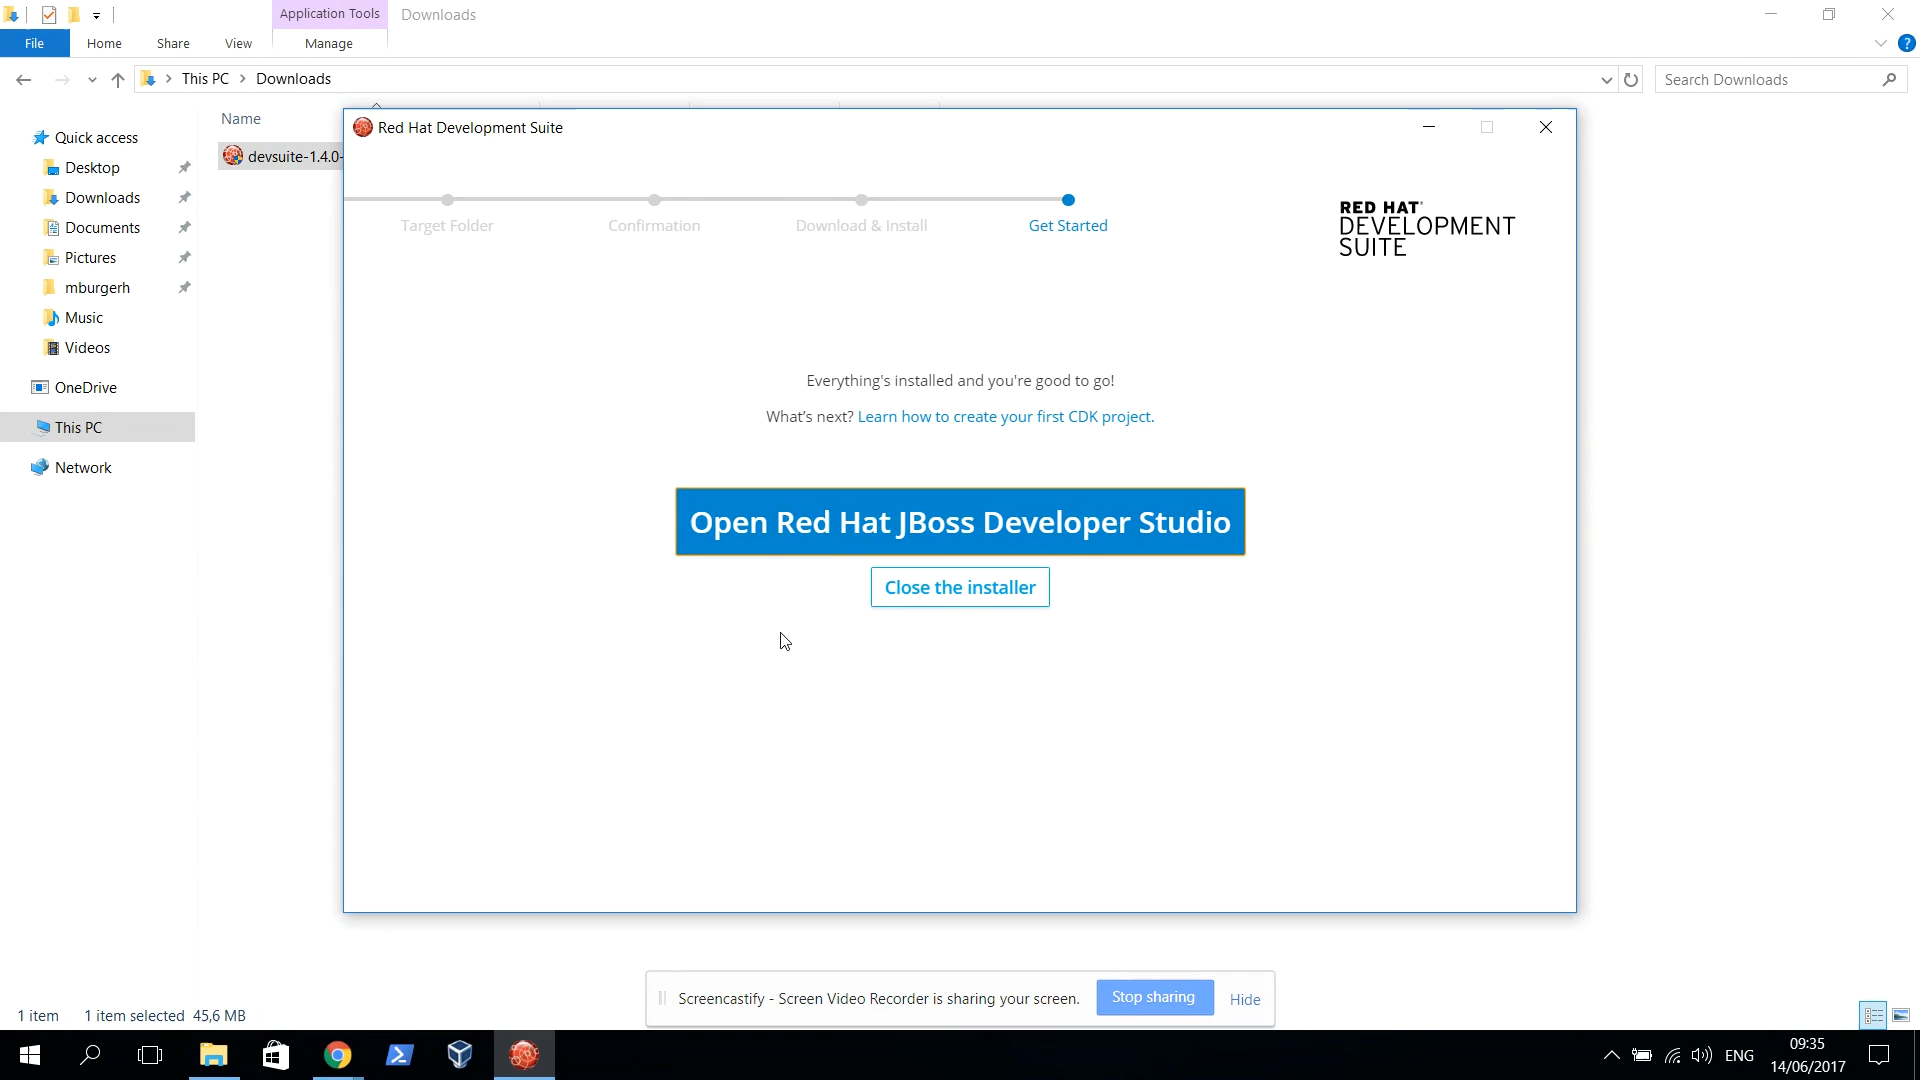 Application Tools
Downloads
File
Home
Share
View
Manage
This PC
Downloads
Search Downloads
Name
Quick access
Desktop
Downloads
Documents
Pictures
mburgerh
Music
Videos
OneDrive
This PC
Network
devsuite-1.4.0-
Red Hat Development Suite
Target Folder
Confirmation
Download & Install
Get Started
RED HAT
DEVELOPMENT
SUITE
Everything's installed and you're good to go!
What's next? Learn how to create your first CDK project.
Open Red Hat JBoss Developer Studio
Close the installer
Screencastify - Screen Video Recorder is sharing your screen.
Stop sharing
Hide
1 item
1 item selected 45,6 MB
ENG
09:35
14/06/2017